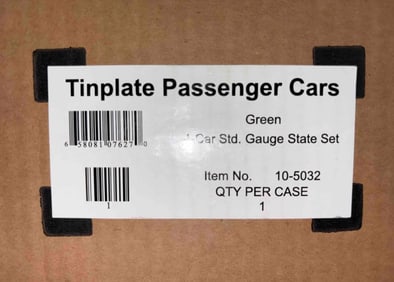 Tinplate Passenger Cars
Green
Car Std. Gauge State Set
6 58081 07627 0
Item No. 10-5032
QTY PER CASE
1
1